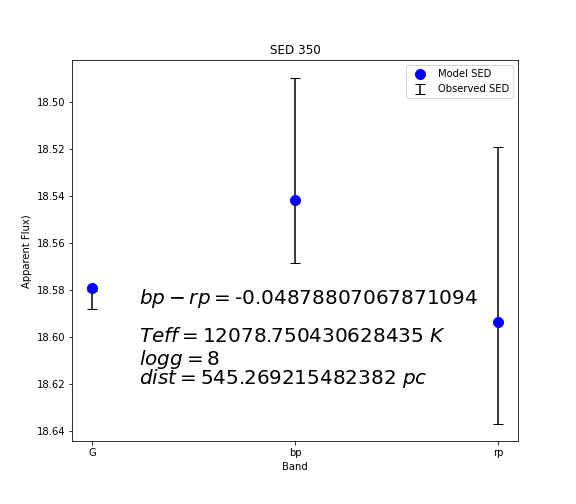 SED 350
Model SED
Observed SED
18.50
18.52
18.54
18.56
18.58
18.60
18.62
18.64
Apparent Flux)
bp − rp = -0.04878807067871094
Teff = 12078.750430628435 K
logg = 8
dist = 545.269215482382 pc
G bp rp
Band